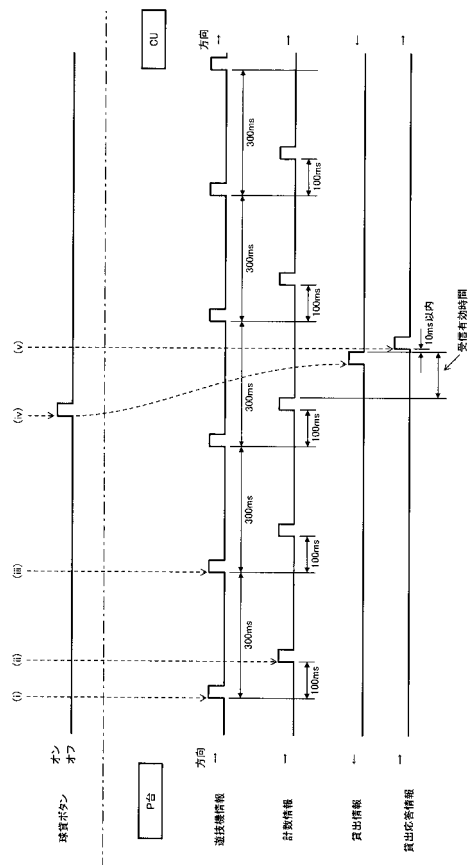 (i)
(ii)
(iii)
(iv)
(v)
球貸ボタン
オン
オフ
P台
CU
方向
方向
遊技機情報
→
300ms
300ms
300ms
300ms
300ms
→
計数情報
→
100ms
100ms
100ms
100ms
100ms
→
貸出情報
←
←
貸出応答情報
→
10ms以内
受信有効時間
→